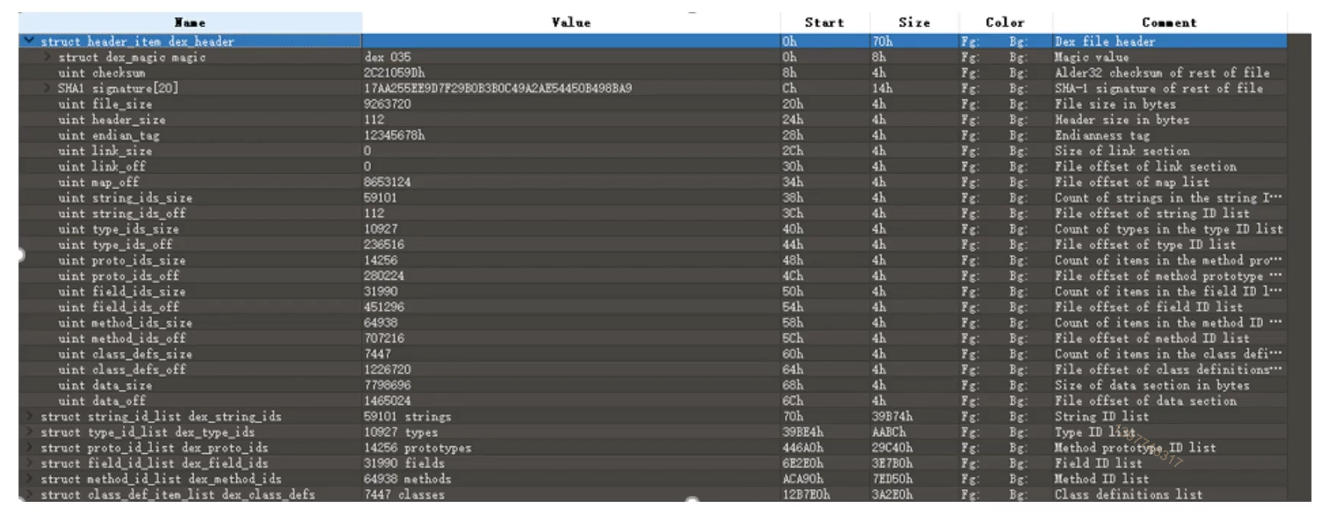 Name Value Start Size Color Comment
struct header_item dex_header 0h 70h Fg: Bg: Dex file header
struct dex_magic magic dex 035 0h 8h Fg: Bg: Magic value
uint checksum 2C21059Dh 8h 4h Fg: Bg: Alder32 checksum of rest of file
SHA1 signature[20] 17AA255EE9D7F29B0B3B0C49A2AE54450B498BA9 Ch 14h Fg: Bg: SHA-1 signature of rest of file
uint file_size 9263720 20h 4h Fg: Bg: File size in bytes
uint header_size 112 24h 4h Fg: Bg: Header size in bytes
uint endian_tag 12345678h 28h 4h Fg: Bg: Endianness tag
uint link_size 0 2Ch 4h Fg: Bg: Size of link section
uint link_off 0 30h 4h Fg: Bg: File offset of link section
uint map_off 8653124 34h 4h Fg: Bg: File offset of map list
uint string_ids_size 59101 38h 4h Fg: Bg: Count of strings in the string I···
uint string_ids_off 112 3Ch 4h Fg: Bg: File offset of string ID list
uint type_ids_size 10927 40h 4h Fg: Bg: Count of types in the type ID list
uint type_ids_off 236516 44h 4h Fg: Bg: File offset of type ID list
uint proto_ids_size 14256 48h 4h Fg: Bg: Count of items in the method pro···
uint proto_ids_off 280224 4Ch 4h Fg: Bg: File offset of method prototype ···
uint field_ids_size 31990 50h 4h Fg: Bg: Count of items in the field ID l···
uint field_ids_off 451296 54h 4h Fg: Bg: File offset of field ID list
uint method_ids_size 64938 58h 4h Fg: Bg: Count of items in the method ID ···
uint method_ids_off 707216 5Ch 4h Fg: Bg: File offset of method ID list
uint class_defs_size 7447 60h 4h Fg: Bg: Count of items in the class defi···
uint class_defs_off 1226720 64h 4h Fg: Bg: File offset of class definitions···
uint data_size 7798696 68h 4h Fg: Bg: Size of data section in bytes
uint data_off 1465024 6Ch 4h Fg: Bg: File offset of data section
struct string_id_list dex_string_ids 59101 strings 70h 39B74h Fg: Bg: String ID list
struct type_id_list dex_type_ids 10927 types 39BE4h AABCh Fg: Bg: Type ID list
struct proto_id_list dex_proto_ids 14256 prototypes 446A0h 29C40h Fg: Bg: Method prototype ID list
struct field_id_list dex_field_ids 31990 fields 6E2E0h 3E7B0h Fg: Bg: Field ID list
struct method_id_list dex_method_ids 64938 methods ACA90h 7ED50h Fg: Bg: Method ID list
struct class_def_item_list dex_class_defs 7447 classes 12B7E0h 3A2E0h Fg: Bg: Class definitions list